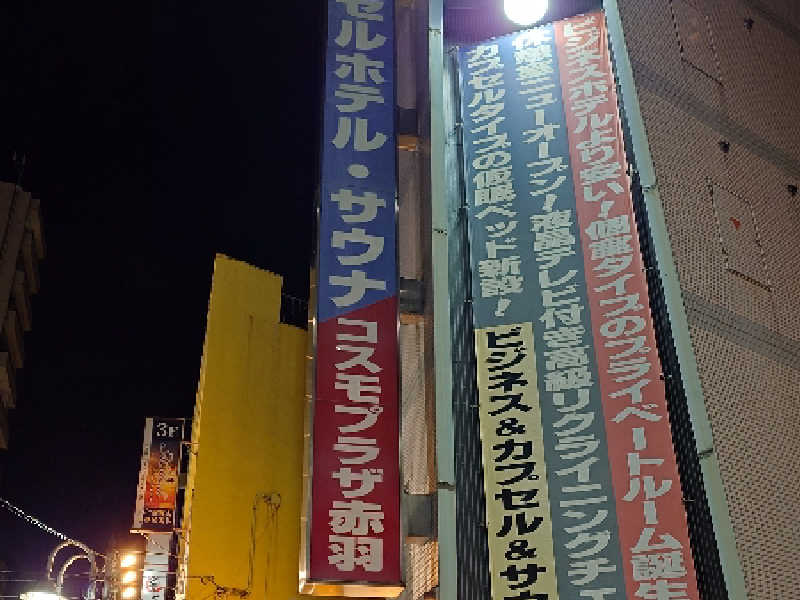 ビジネスホテルより安い!個室タイプのプライベートルーム誕生
休憩室ニューオープン!液晶テレビ付き高級リクライニングチェ
カプセルタイプの仮眠ベッド新設!
ビジネス&カプセル&サウ
セルホテル・サウナ
コスモプラザ赤羽
3F